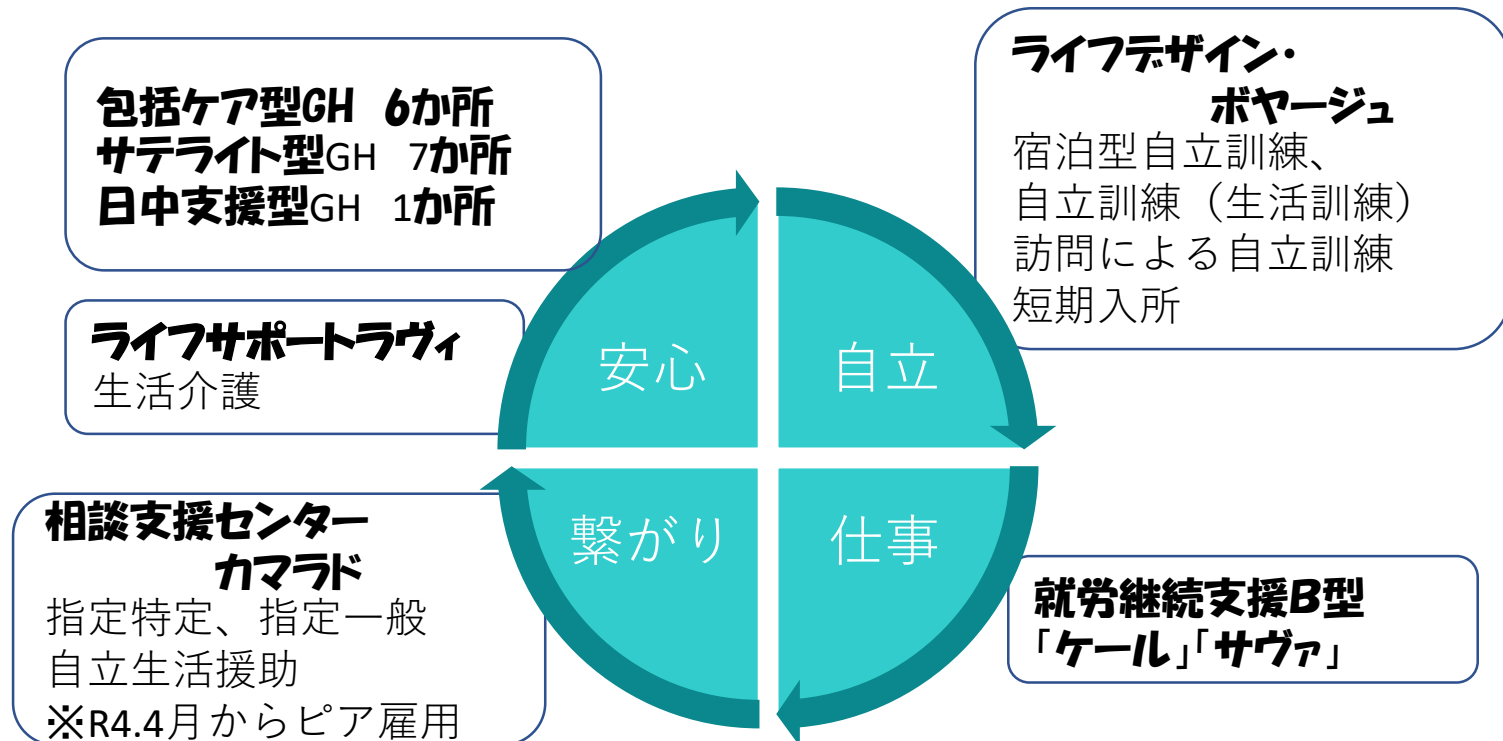 包括ケア型GH 6か所
サテライト型GH 7か所
日中支援型GH 1か所
ライフサポートラヴィ
生活介護
相談支援センター
カマラド
指定特定、指定一般
自立生活援助
※R4.4月からピア雇用
安心
自立
繋がり
仕事
ライフデザイン・
ボヤージュ
宿泊型自立訓練、
自立訓練（生活訓練）
訪問による自立訓練
短期入所
就労継続支援B型
「ケール」「サヴァ」